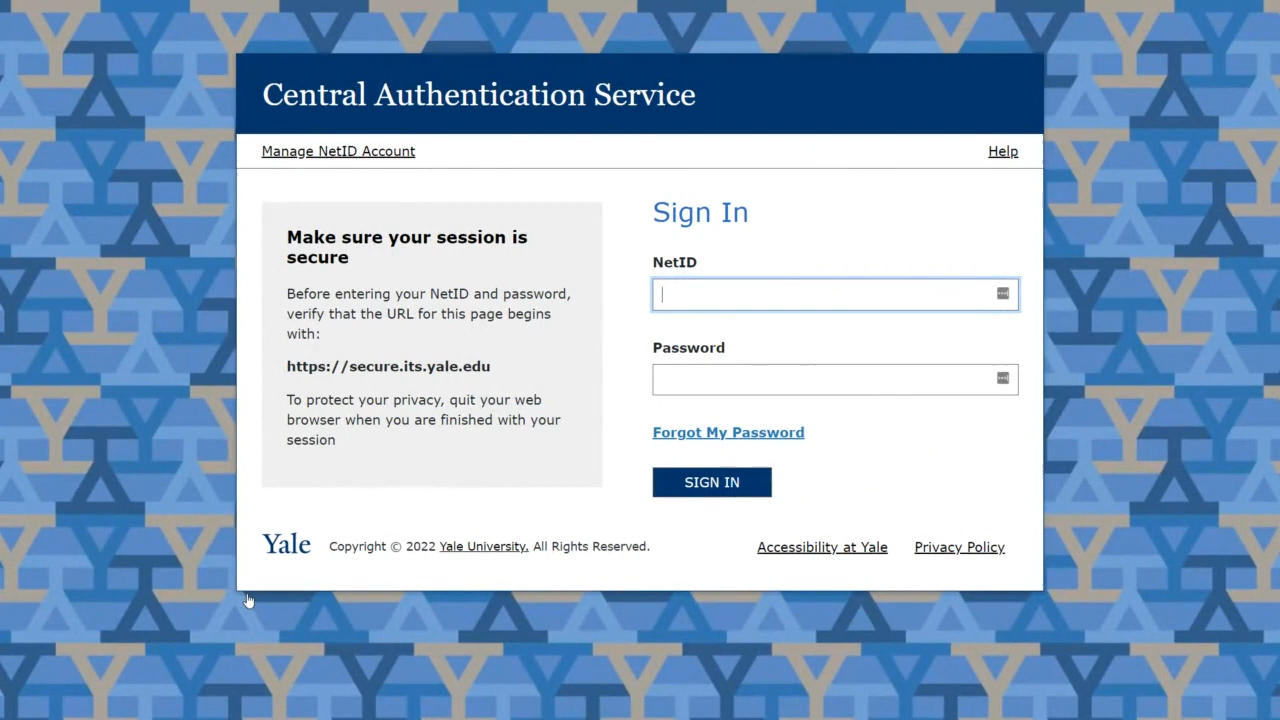 Central Authentication Service
Manage NetID Account
Help
Make sure your session is
secure
Before entering your NetID and password,
verify that the URL for this page begins
with:
https://secure.its.yale.edu
To protect your privacy, quit your web
browser when you are finished with your
session
Sign In
NetID
Password
Forgot My Password
SIGN IN
Yale
Copyright © 2022 Yale University. All Rights Reserved.
Accessibility at Yale
Privacy Policy